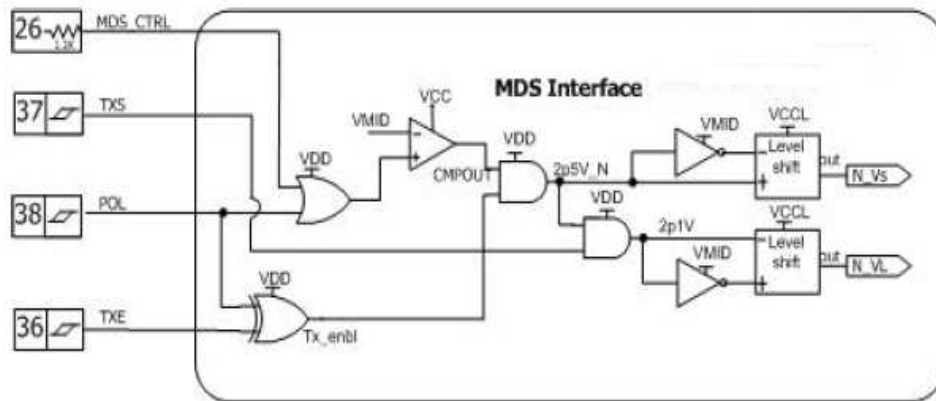 26 MDS_CTRL
1.2K
MDS Interface
37 TXS
VCC
VMID
VDD
VMID
VCCL
Level shift
out
N_Vs
CMPOUT
2p5V_N
VDD
VDD
38 POL
2p1V
VCCL
Level shift
out
N_VL
VMID
VDD
36 TXE
Tx_enbl